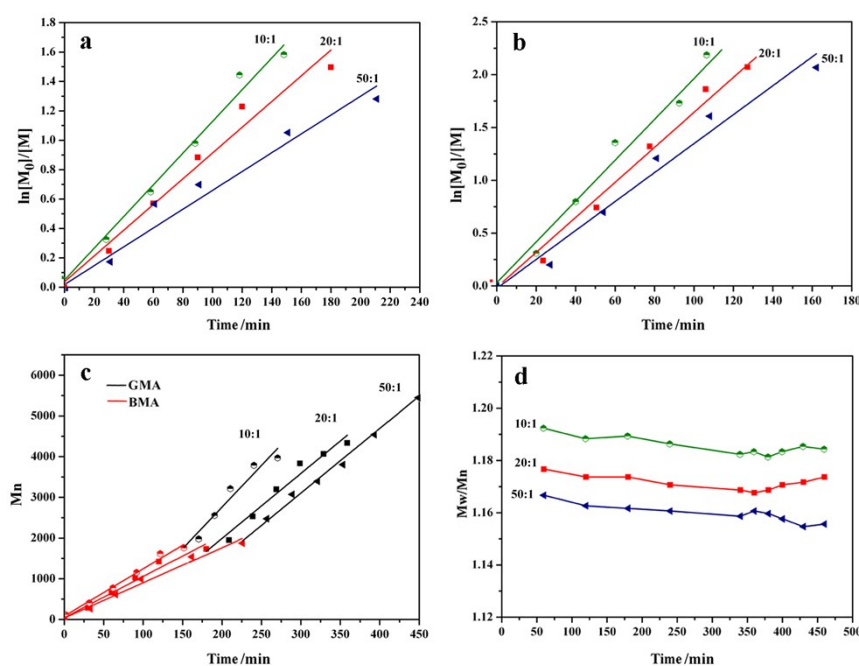 a
10:1
20:1
50:1
ln[M₀]/[M]
1.8
1.6
1.4
1.2
1.0
0.8
0.6
0.4
0.2
0.0
0 20 40 60 80 100 120 140 160 180 200 220 240
Time /min
b
10:1
20:1
50:1
ln[M₀]/[M]
2.5
2.0
1.5
1.0
0.5
0.0
0 20 40 60 80 100 120 140 160 180
Time /min
c
GMA
BMA
10:1
20:1
50:1
Mn
6000
5000
4000
3000
2000
1000
0
0 50 100 150 200 250 300 350 400 450
Time/min
d
10:1
20:1
50:1
Mw/Mn
1.22
1.20
1.18
1.16
1.14
1.12
0 50 100 150 200 250 300 350 400 450 500
Time/min